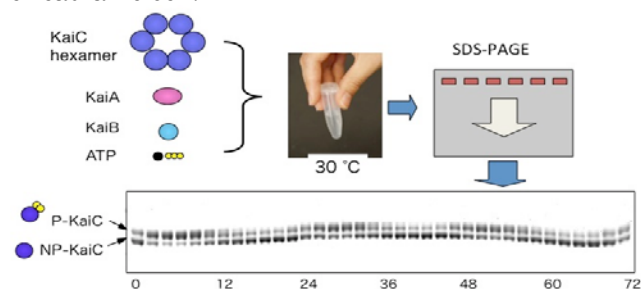 KaiC
hexamer
KaiA
KaiB
ATP
30 °C
SDS-PAGE
P-KaiC
NP-KaiC
0 12 24 36 48 60 72